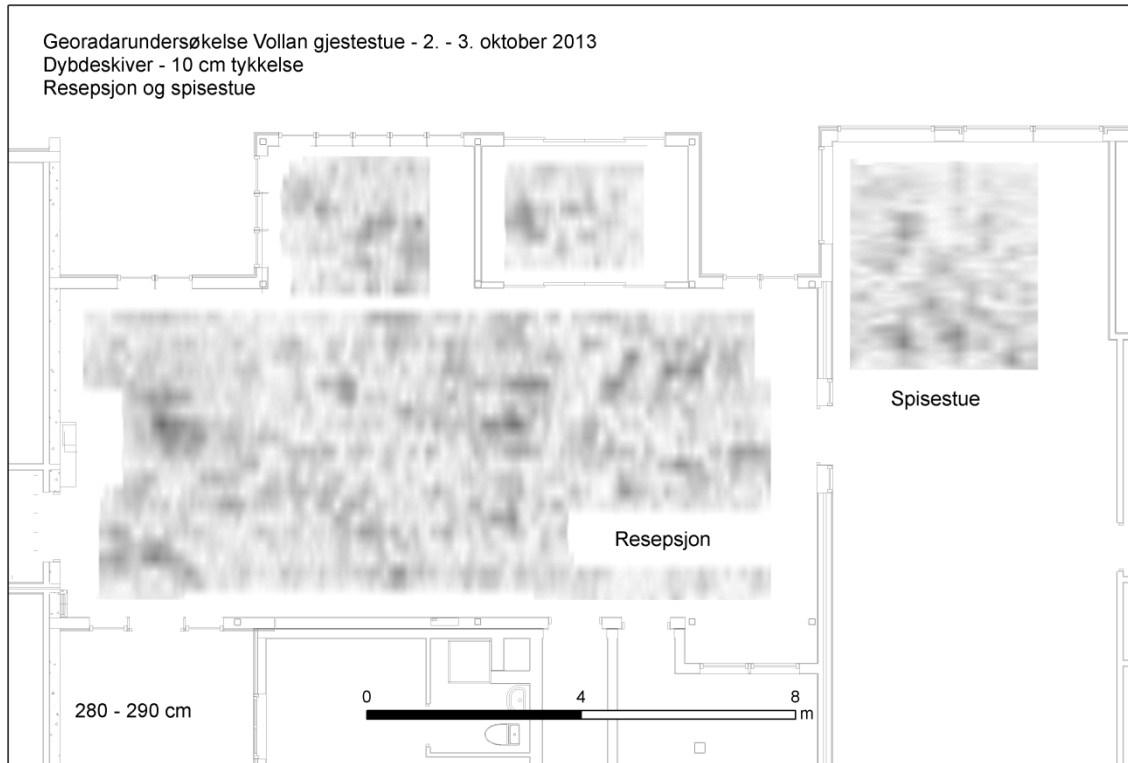 Georadarundersøkelse Vollan gjestestue - 2. - 3. oktober 2013
Dybdeskiver - 10 cm tykkelse
Resepsjon og spisestue
Spisestue
Resepsjon
280 - 290 cm
0 4 8
m